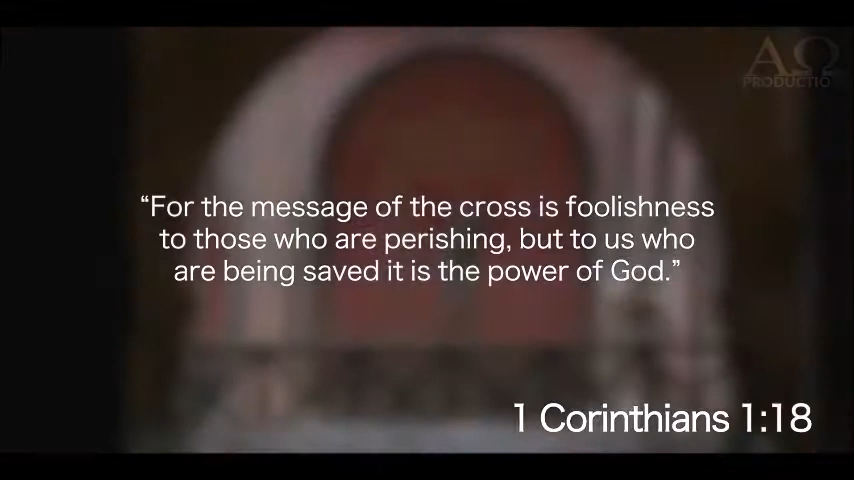 ΑΩ
PRODUCTIO
“For the message of the cross is foolishness
to those who are perishing, but to us who
are being saved it is the power of God.”
1 Corinthians 1:18